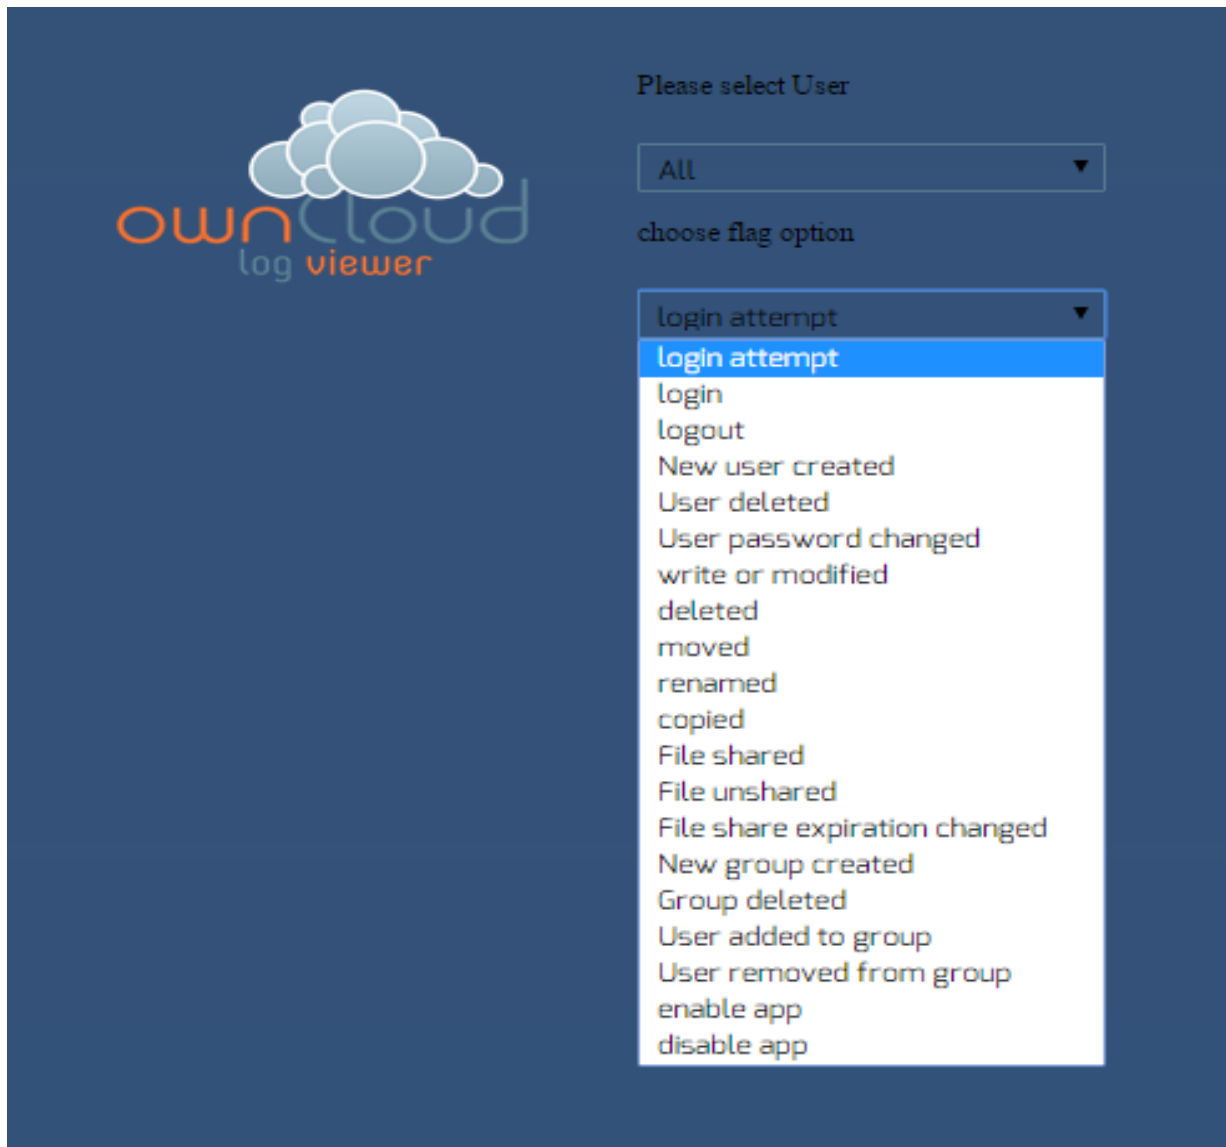 ownCloud
log viewer
Please select User
All
choose flag option
login attempt
login attempt
login
logout
New user created
User deleted
User password changed
write or modified
deleted
moved
renamed
copied
File shared
File unshared
File share expiration changed
New group created
Group deleted
User added to group
User removed from group
enable app
disable app